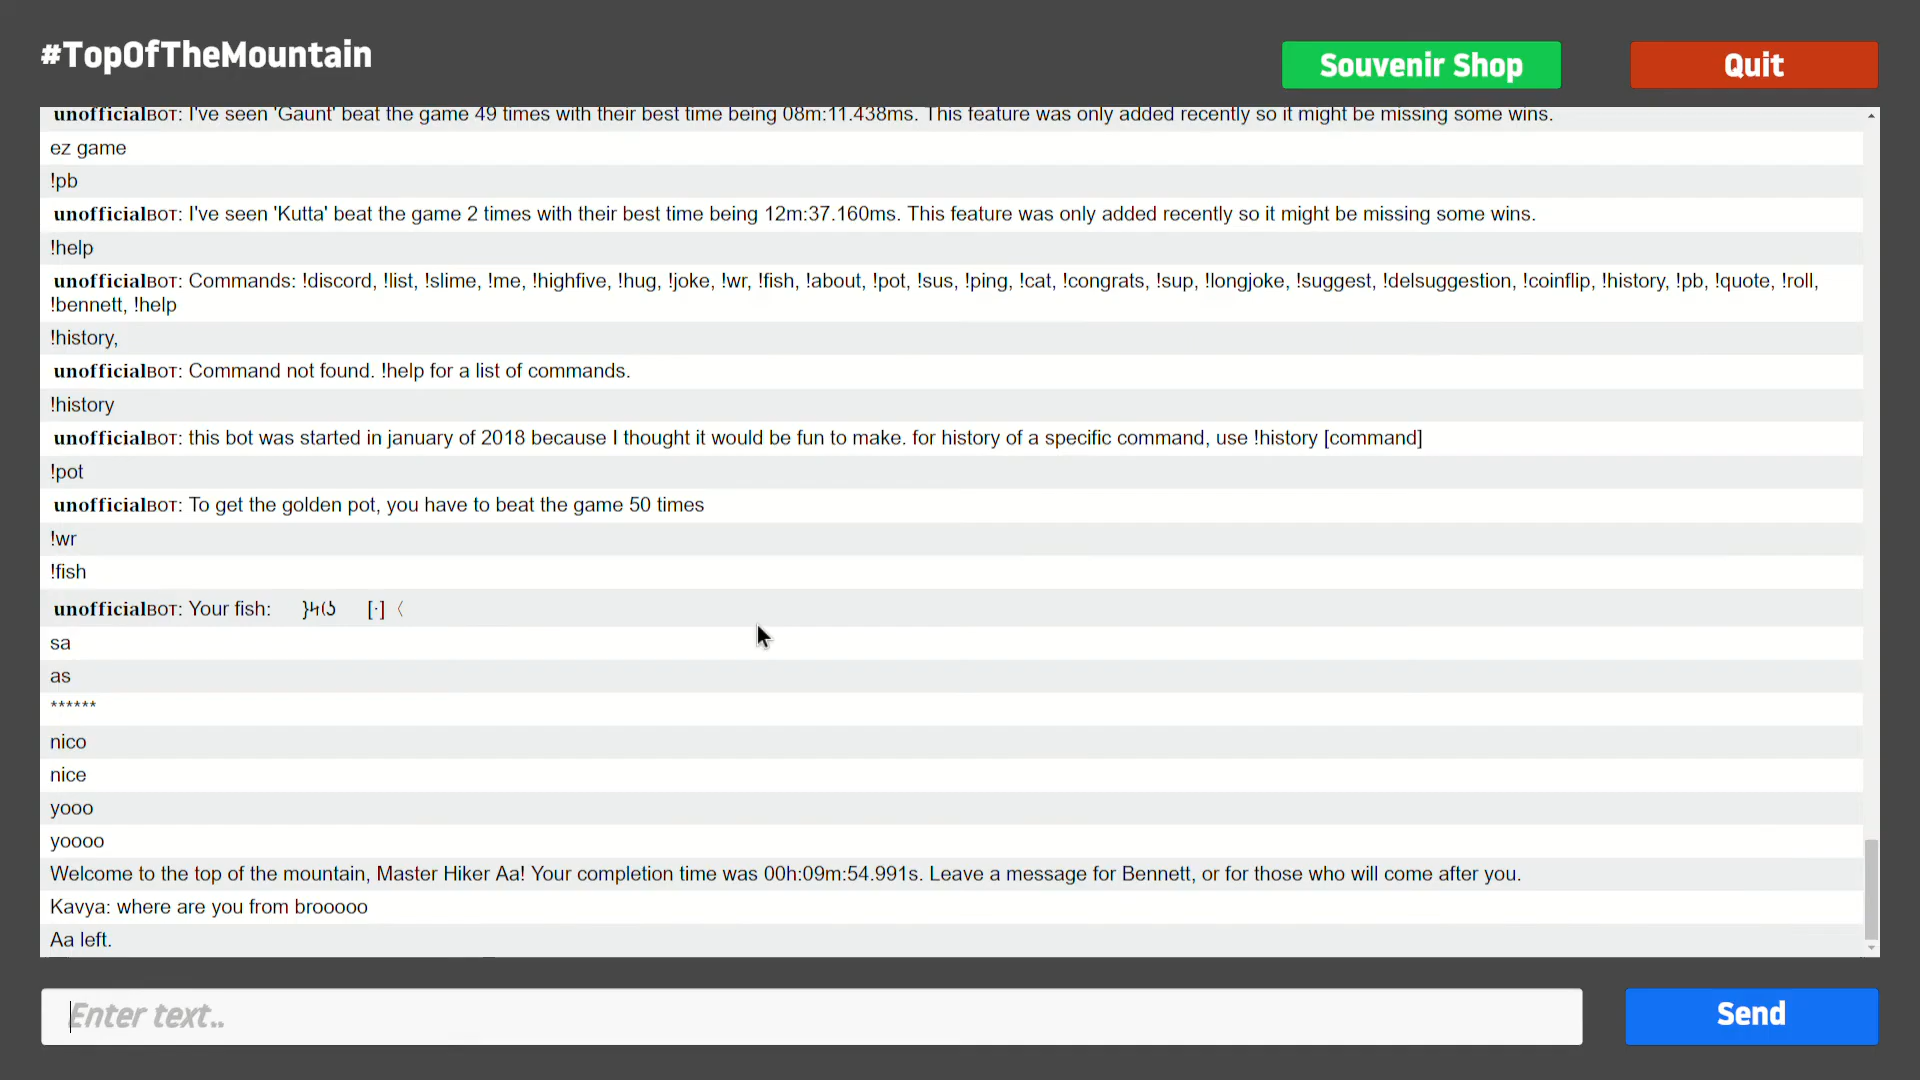 #TopOfTheMountain
Souvenir Shop
Quit
unofficialBOT: I've seen 'Gaunt' beat the game 49 times with their best time being 08m:11.438ms. This feature was only added recently so it might be missing some wins.
ez game
!pb
unofficialBOT: I've seen 'Kutta' beat the game 2 times with their best time being 12m:37.160ms. This feature was only added recently so it might be missing some wins.
!help
unofficialBOT: Commands: !discord, !list, !slime, !me, !highfive, !hug, !joke, !wr, !fish, !about, !pot, !sus, !ping, !cat, !congrats, !sup, !longjoke, !suggest, !delsuggestion, !coinflip, !history, !pb, !quote, !roll,
!bennett, !help
!history,
unofficialBOT: Command not found. !help for a list of commands.
!history
unofficialBOT: this bot was started in january of 2018 because I thought it would be fun to make. for history of a specific command, use !history [command]
!pot
unofficialBOT: To get the golden pot, you have to beat the game 50 times
!wr
!fish
unofficialBOT: Your fish:
sa
as
******
nico
nice
yooo
yoooo
Welcome to the top of the mountain, Master Hiker Aa! Your completion time was 00h:09m:54.991s. Leave a message for Bennett, or for those who will come after you.
Kavya: where are you from brooooo
Aa left.
Enter text..
Send